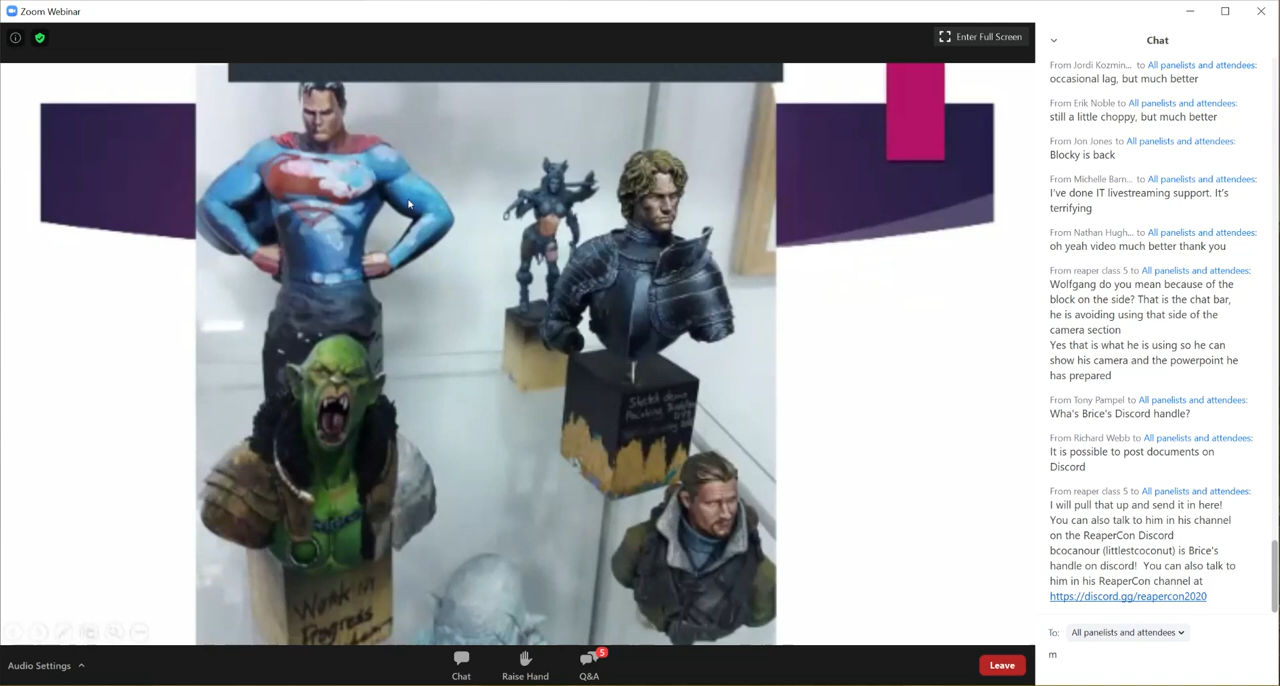 Zoom Webinar
Enter Full Screen
Chat
From Jordi Kozmin... to All panelists and attendees:
occasional lag, but much better
From Erik Noble to All panelists and attendees:
still a little choppy, but much better
From Jon Jones to All panelists and attendees:
Blocky is back
From Michelle Barn... to All panelists and attendees:
I've done IT livestreaming support. It's
terrifying
From Nathan Hugh... to All panelists and attendees:
oh yeah video much better thank you
From reaper class 5 to All panelists and attendees:
Wolfgang do you mean because of the
block on the side? That is the chat bar,
he is avoiding using that side of the
camera section
Yes that is what he is using so he can
show his camera and the powerpoint he
has prepared
From Tony Pampel to All panelists and attendees:
Wha's Brice's Discord handle?
From Richard Webb to All panelists and attendees:
It is possible to post documents on
Discord
From reaper class 5 to All panelists and attendees:
I will pull that up and send it in here!
You can also talk to him in his channel
on the ReaperCon Discord
bcocanour (littlestcoconut) is Brice's
handle on discord! You can also talk to
him in his ReaperCon channel at
https://discord.gg/reapercon2020
To: All panelists and attendees
m
Sketch demo
Work IN
Progress
Audio Settings
Chat
Raise Hand
5
Q&A
Leave